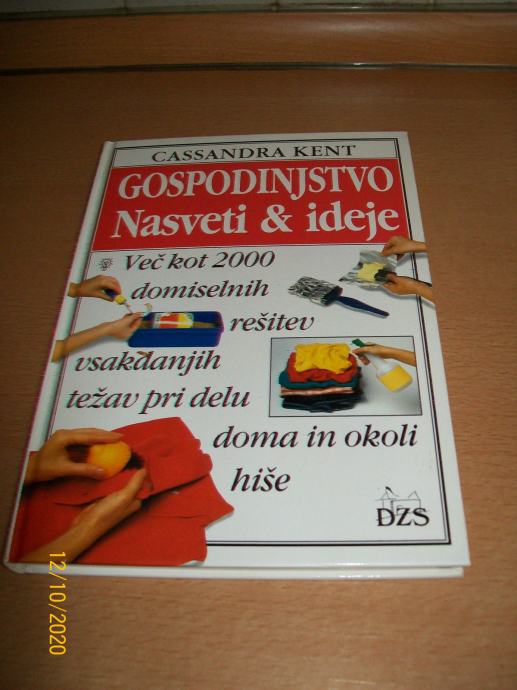 CASSANDRA KENT
GOSPODINJSTVO
Nasveti & ideje
Več kot 2000
domiselnih
rešitev
vsakdanjih
težav pri delu
doma in okoli
hiše
DZS
12/10/2020